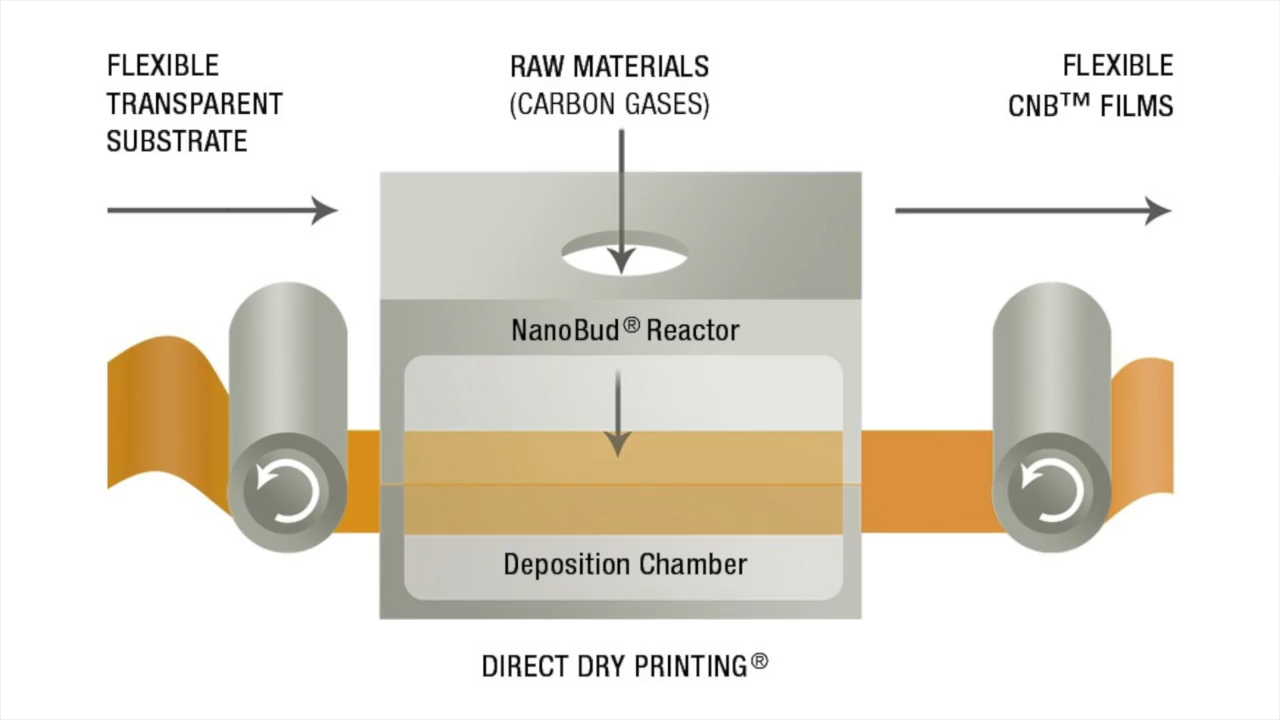 FLEXIBLE
TRANSPARENT
SUBSTRATE
RAW MATERIALS
(CARBON GASES)
FLEXIBLE
CNB™ FILMS
NanoBud® Reactor
Deposition Chamber
DIRECT DRY PRINTING®